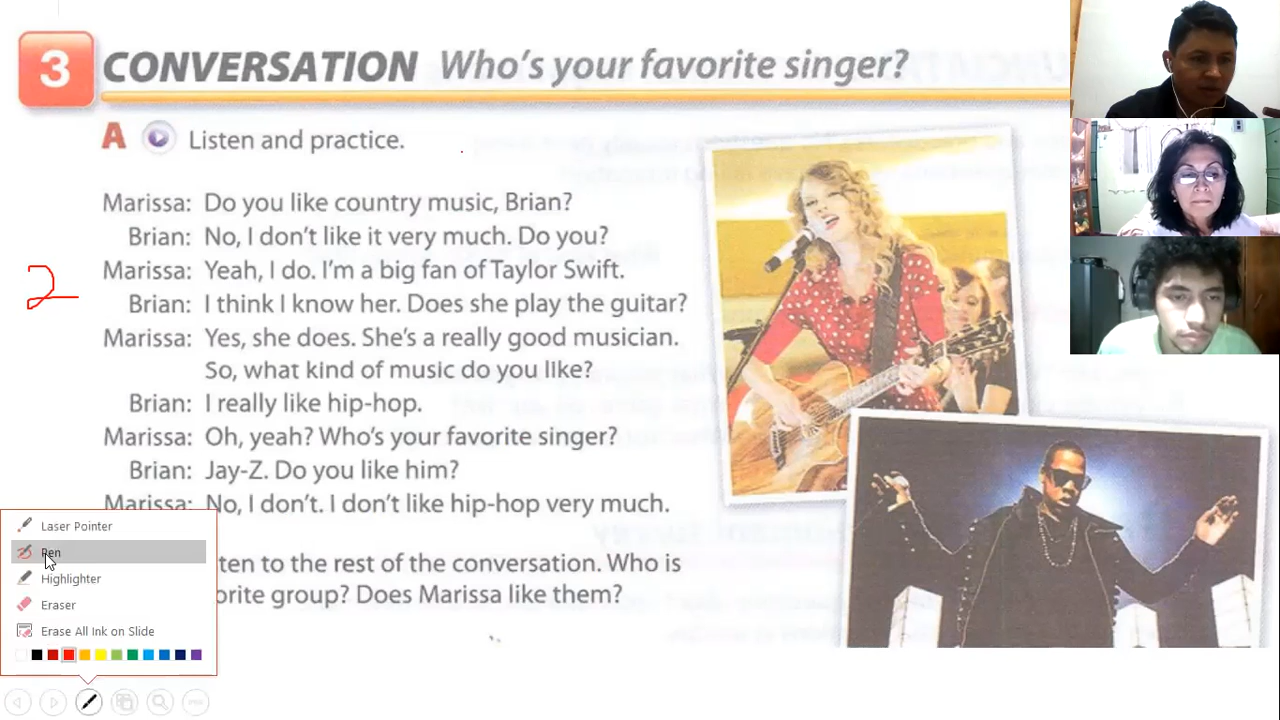 3 CONVERSATION Who's your favorite singer?
A Listen and practice.
Marissa: Do you like country music, Brian?
Brian: No, I don't like it very much. Do you?
Marissa: Yeah, I do. I'm a big fan of Taylor Swift.
2
Brian: I think I know her. Does she play the guitar?
Marissa: Yes, she does. She's a really good musician.
So, what kind of music do you like?
Brian: I really like hip-hop.
Marissa: Oh, yeah? Who's your favorite singer?
Brian: Jay-Z. Do you like him?
Marissa: No, I don't. I don't like hip-hop very much.
to the rest of the conversation. Who is
group? Does Marissa like them?
Laser Pointer
Pen
Highlighter
Eraser
Erase All Ink on Slide